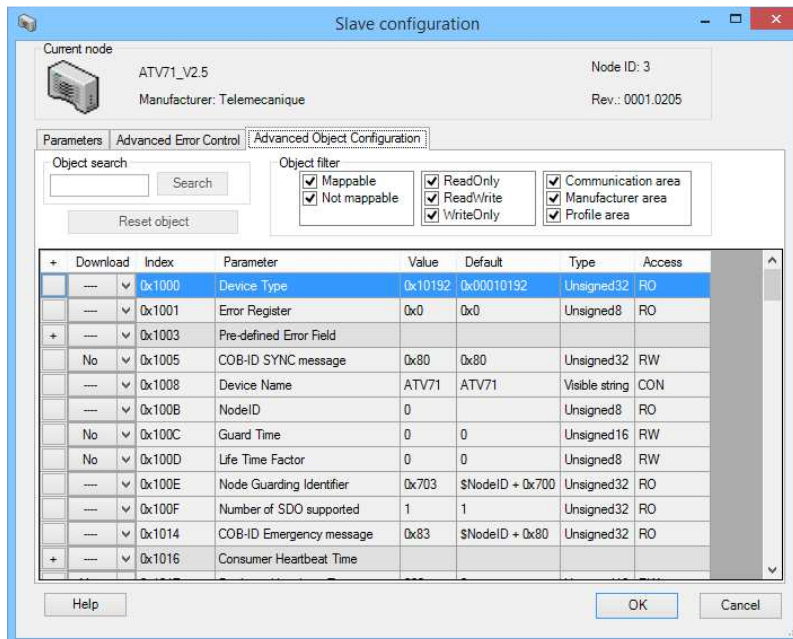 Slave configuration
Current node
ATV71_V2.5
Node ID: 3
Manufacturer: Telemecanique
Rev.: 0001.0205
Parameters Advanced Error Control Advanced Object Configuration
Object search
Object filter
Search
Mappable ReadOnly Communication area
Not mappable ReadWrite Manufacturer area
WriteOnly Profile area
Reset object
+ Download Index Parameter Value Default Type Access
---- 0x1000 Device Type 0x10192 0x00010192 Unsigned32 RO
---- 0x1001 Error Register 0x0 0x0 Unsigned8 RO
+ ---- 0x1003 Pre-defined Error Field
No 0x1005 COB-ID SYNC message 0x80 0x80 Unsigned32 RW
---- 0x1008 Device Name ATV71 ATV71 Visible string CON
---- 0x100B NodeID 0 Unsigned8 RO
No 0x100C Guard Time 0 0 Unsigned16 RW
No 0x100D Life Time Factor 0 0 Unsigned8 RW
---- 0x100E Node Guarding Identifier 0x703 $NodeID + 0x700 Unsigned32 RO
---- 0x100F Number of SDO supported 1 1 Unsigned32 RO
---- 0x1014 COB-ID Emergency message 0x83 $NodeID + 0x80 Unsigned32 RO
+ ---- 0x1016 Consumer Heartbeat Time
Help OK Cancel